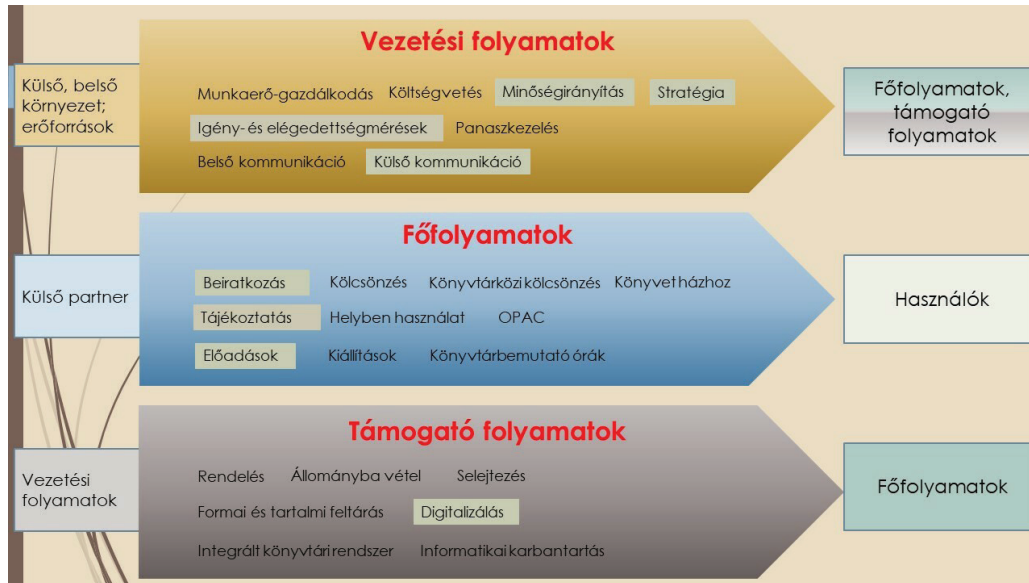 Vezetési folyamatok
Külső, belső
környezet;
erőforrások
Munkaerő-gazdálkodás Költségvetés Minőségirányítás Stratégia
Igény- és elégedettségmérések Panaszkezelés
Belső kommunikáció Külső kommunikáció
Főfolyamatok,
támogató
folyamatok
Főfolyamatok
Külső partner
Beiratkozás Kölcsönzés Könyvtárközi kölcsönzés Könyvet házhoz
Tájékoztatás Helyben használat OPAC
Előadások Kiállítások Könyvtárbemutató órák
Használók
Támogató folyamatok
Vezetési
folyamatok
Rendelés Állományba vétel Selejtezés
Formai és tartalmi feltárás Digitalizálás
Integrált könyvtári rendszer Informatikai karbantartás
Főfolyamatok